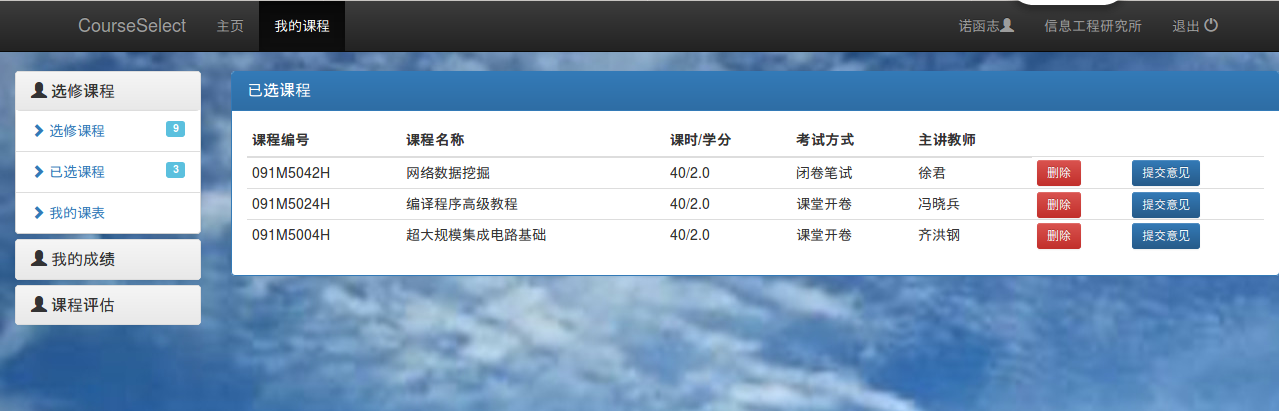 CourseSelect 主页 我的课程 诺函志 信息工程研究所 退出
选修课程
选修课程 9
已选课程 3
我的课表
我的成绩
课程评估
已选课程
课程编号 课程名称 课时/学分 考试方式 主讲教师
091M5042H 网络数据挖掘 40/2.0 闭卷笔试 徐君 删除 提交意见
091M5024H 编译程序高级教程 40/2.0 课堂开卷 冯晓兵 删除 提交意见
091M5004H 超大规模集成电路基础 40/2.0 课堂开卷 齐洪钢 删除 提交意见